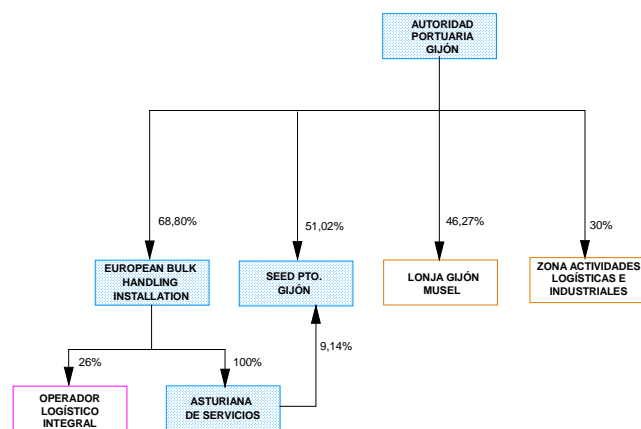 AUTORIDAD
PORTUARIA
GIJÓN
68,80%
51,02%
46,27%
30%
EUROPEAN BULK
HANDLING
INSTALLATION
SEED PTO.
GIJÓN
LONJA GIJÓN
MUSEL
ZONA ACTIVIDADES
LOGÍSTICAS E
INDUSTRIALES
26%
100%
9,14%
OPERADOR
LOGÍSTICO
INTEGRAL
ASTURIANA
DE SERVICIOS